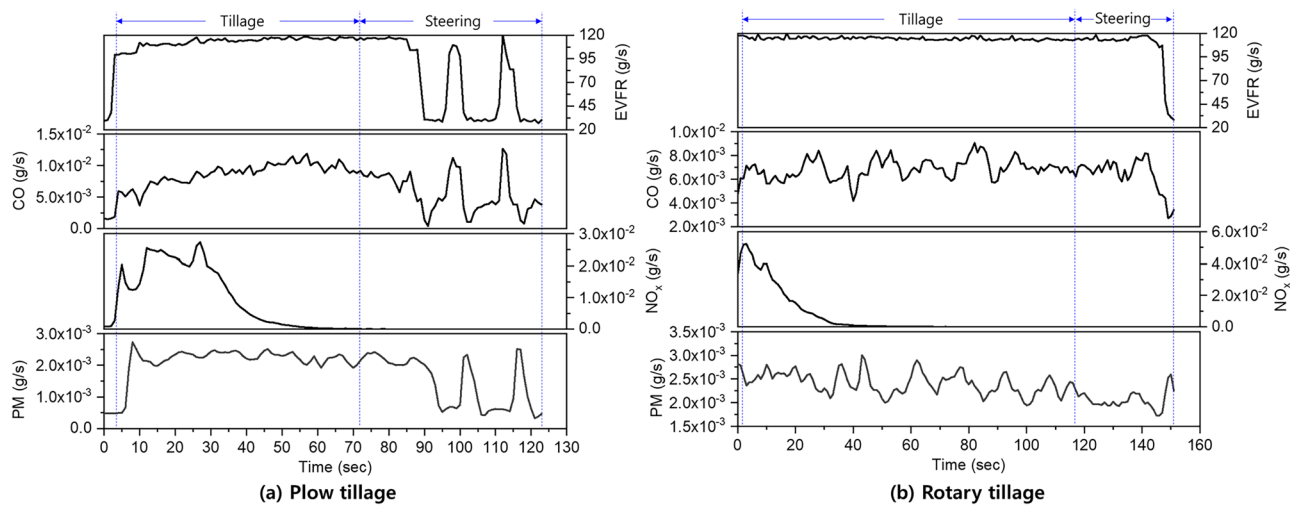 Tillage Steering
120
95
70
45
20
EVFR (g/s)
1.5x10⁻²
1.0x10⁻²
5.0x10⁻³
0.0
CO (g/s)
3.0x10⁻²
2.0x10⁻²
1.0x10⁻²
0.0
NOₓ (g/s)
3.0x10⁻³
2.0x10⁻³
1.0x10⁻³
0.0
PM (g/s)
0 10 20 30 40 50 60 70 80 90 100 110 120 130
Time (sec)
(a) Plow tillage
Tillage Steering
120
95
70
45
20
EVFR (g/s)
1.0x10⁻²
8.0x10⁻³
6.0x10⁻³
4.0x10⁻³
2.0x10⁻³
CO (g/s)
6.0x10⁻²
4.0x10⁻²
2.0x10⁻²
0.0
NOₓ (g/s)
3.5x10⁻³
3.0x10⁻³
2.5x10⁻³
2.0x10⁻³
1.5x10⁻³
PM (g/s)
0 20 40 60 80 100 120 140 160
Time (sec)
(b) Rotary tillage